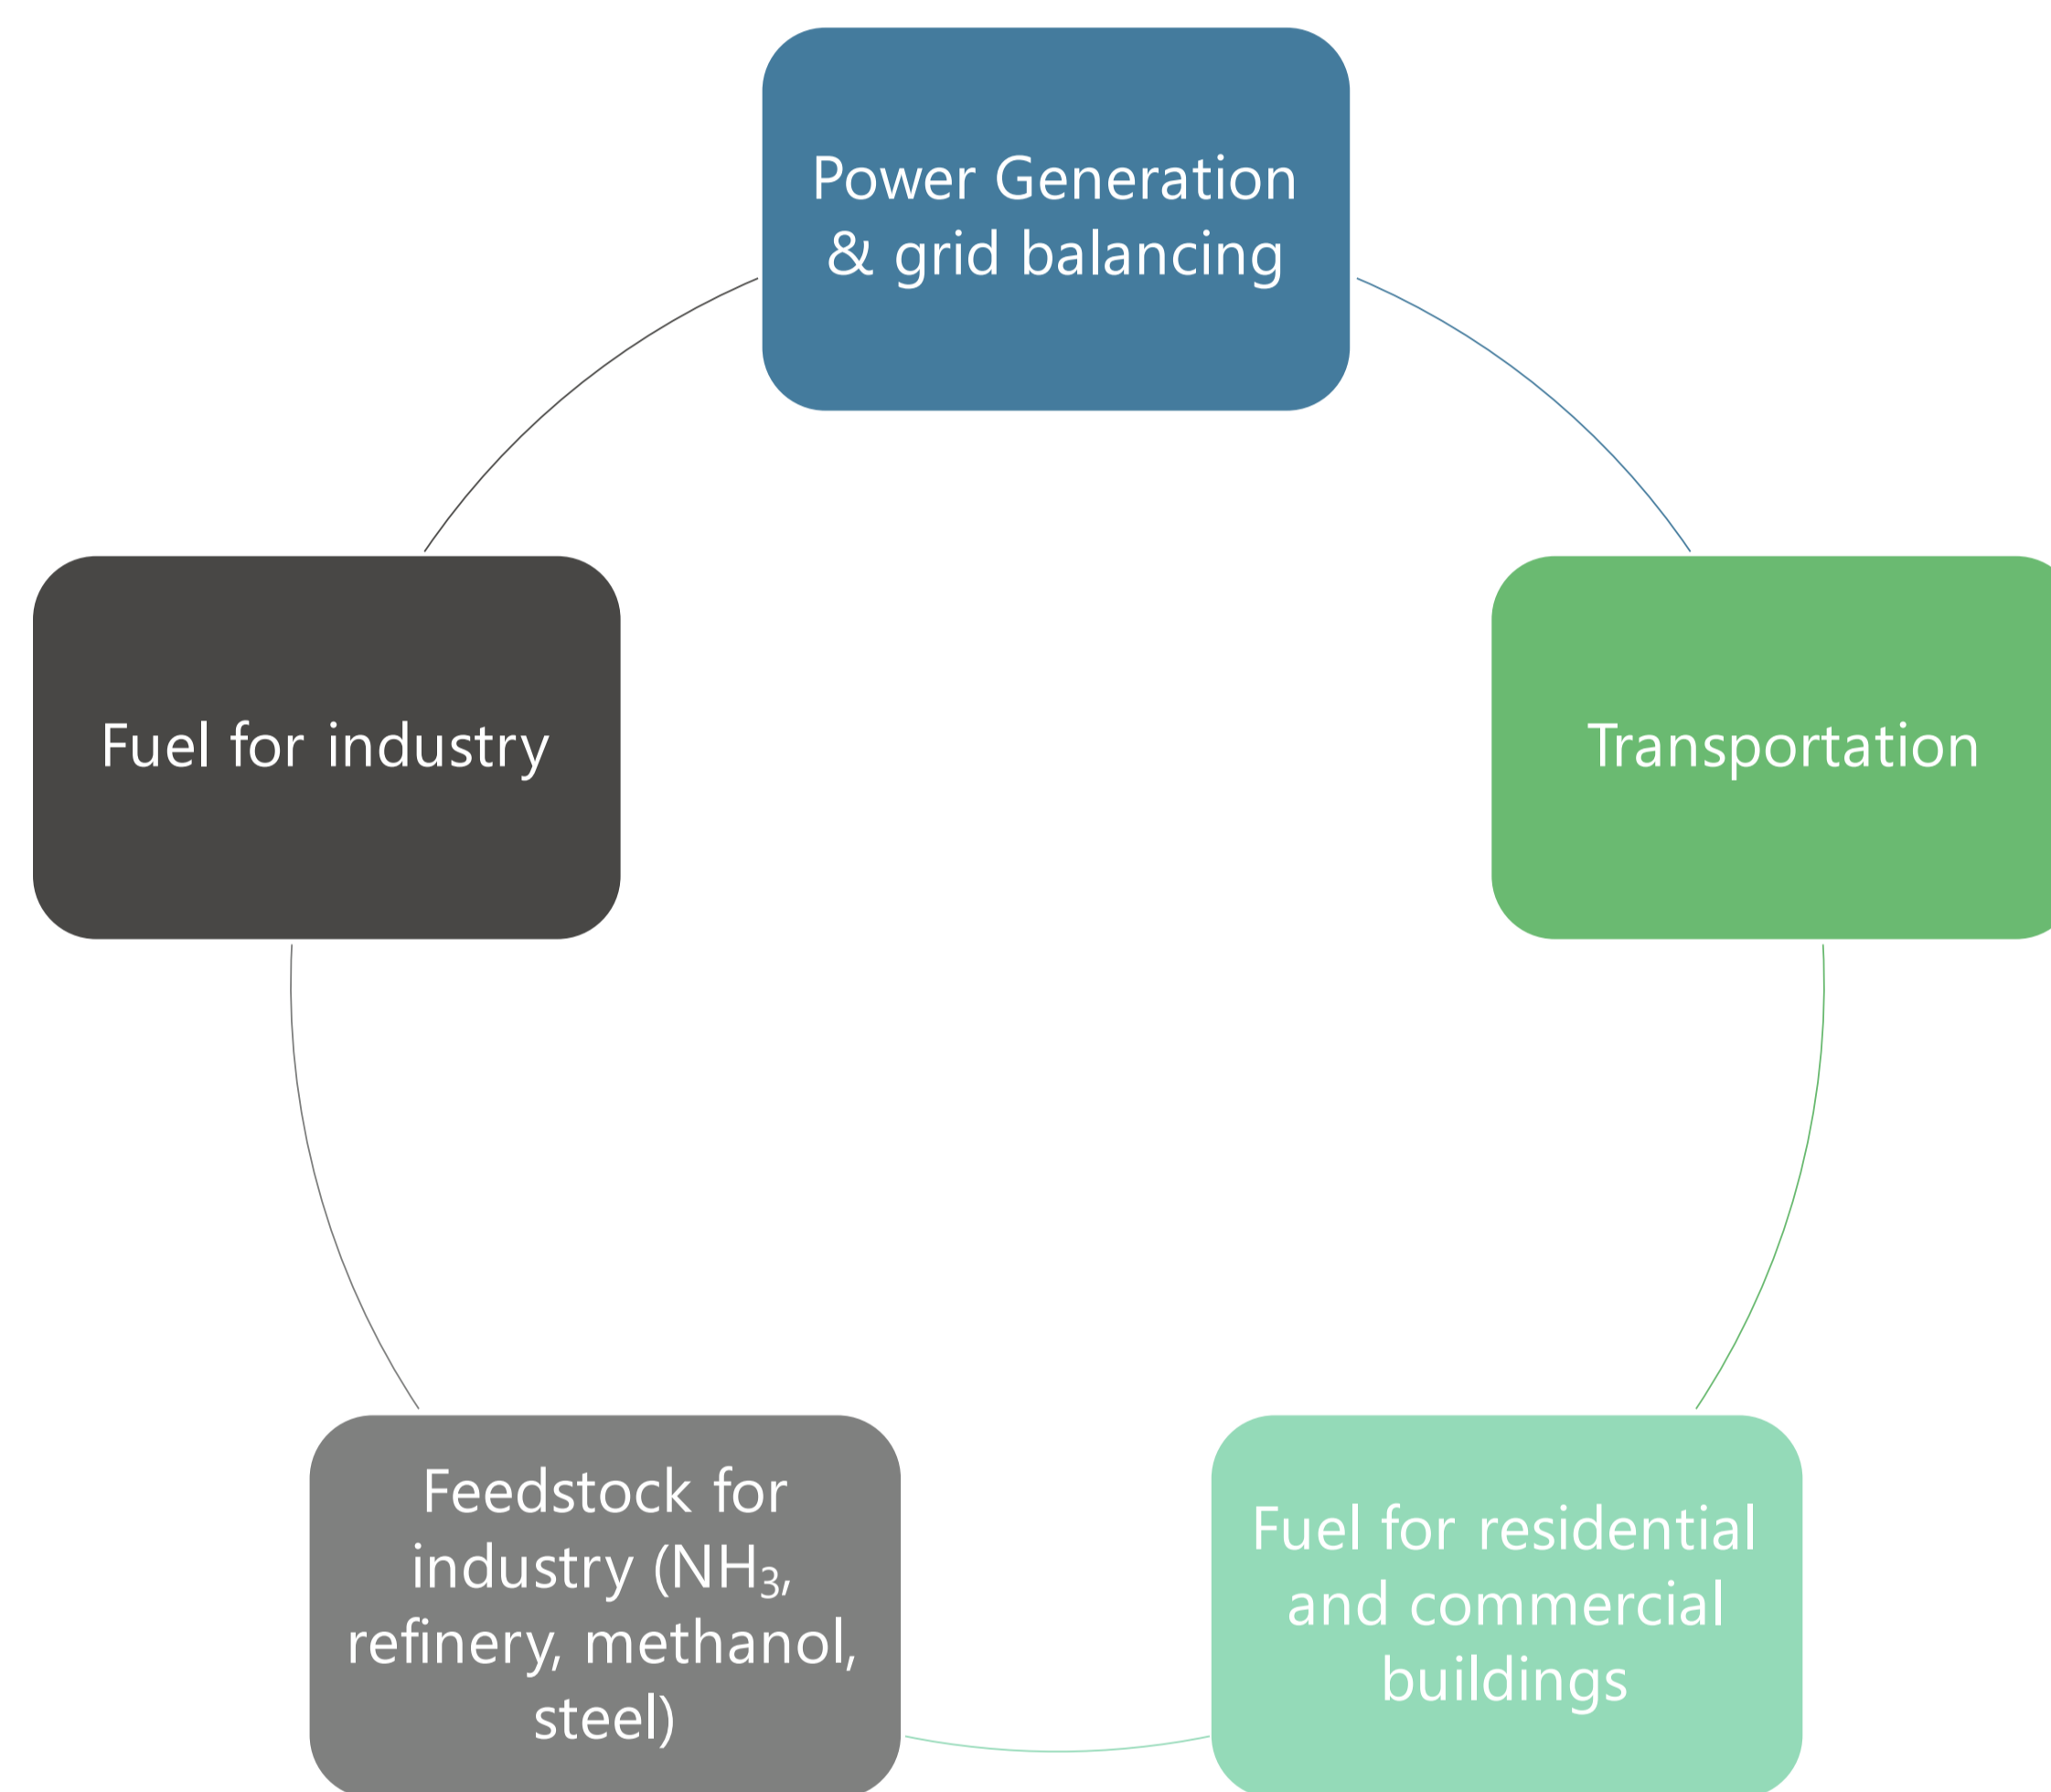 Power Generation
& grid balancing
Fuel for industry
Transportation
Feedstock for
industry (NH₃,
refinery, methanol,
steel)
Fuel for residential
and commercial
buildings